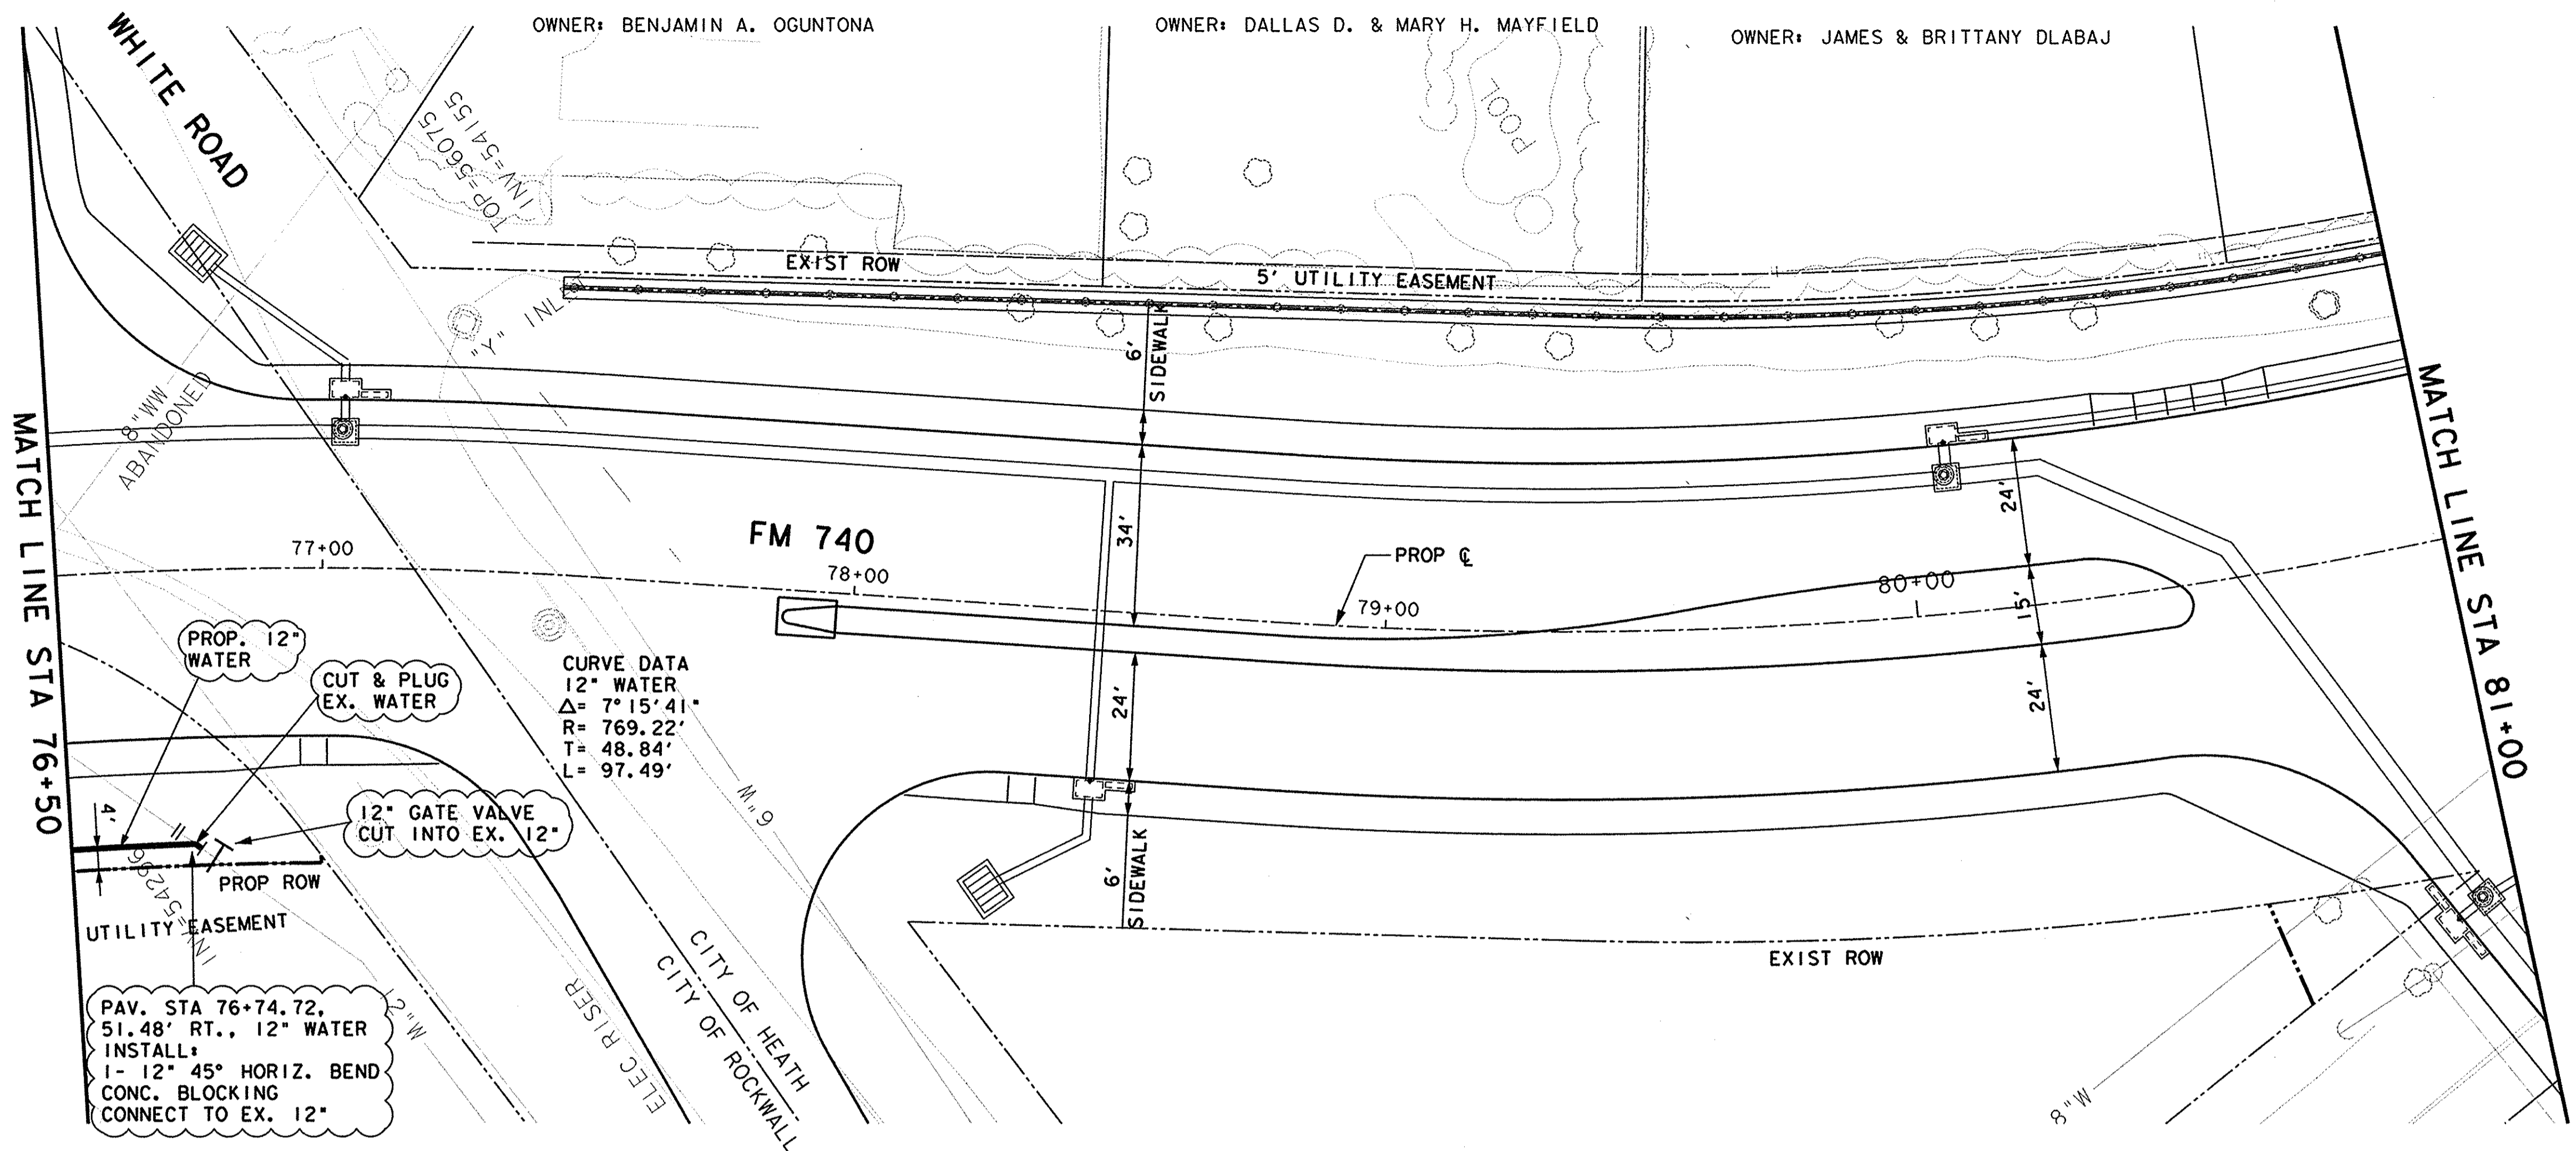 OWNER: BENJAMIN A. OGUNTONA
OWNER: DALLAS D. & MARY H. MAYFIELD
OWNER: JAMES & BRITTANY DLABAJ
WHITE ROAD
TOP=56075
INV=54155
POOL
EXIST ROW
5' UTILITY EASEMENT
"Y" INLET
6'
SIDEWALK
8"WW
ABANDONED
MATCH LINE STA 76+50
MATCH LINE STA 81+00
FM 740
77+00
78+00
79+00
80+00
PROP ℄
34'
24'
15'
24'
24'
PROP. 12"
WATER
CUT & PLUG
EX. WATER
CURVE DATA
12" WATER
Δ= 7°15'41"
R= 769.22'
T= 48.84'
L= 97.49'
6"W
12" GATE VALVE
CUT INTO EX. 12"
4'
PROP ROW
UTILITY EASEMENT
INV=54296
6'
SIDEWALK
EXIST ROW
CITY OF HEATH
CITY OF ROCKWALL
ELEC RISER
12"W
8"W
PAV. STA 76+74.72,
51.48' RT., 12" WATER
INSTALL:
1- 12" 45° HORIZ. BEND
CONC. BLOCKING
CONNECT TO EX. 12"